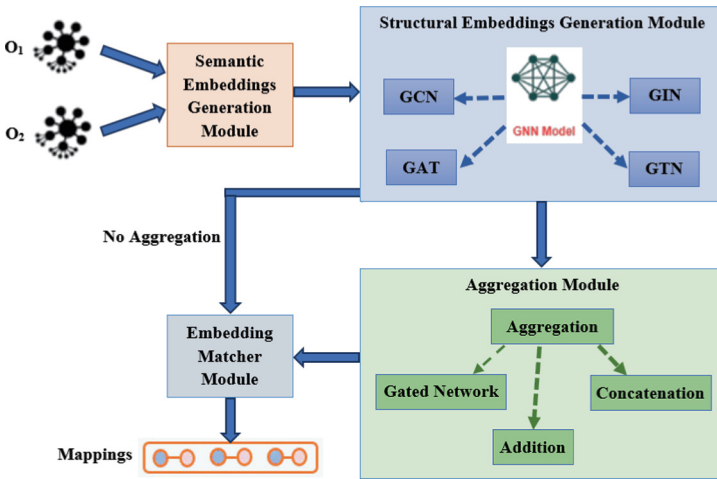 Structural Embeddings Generation Module
O1
O2
Semantic
Embeddings
Generation
Module
GCN
GIN
GNN Model
GAT
GTN
No Aggregation
Aggregation Module
Aggregation
Gated Network
Concatenation
Addition
Embedding
Matcher
Module
Mappings